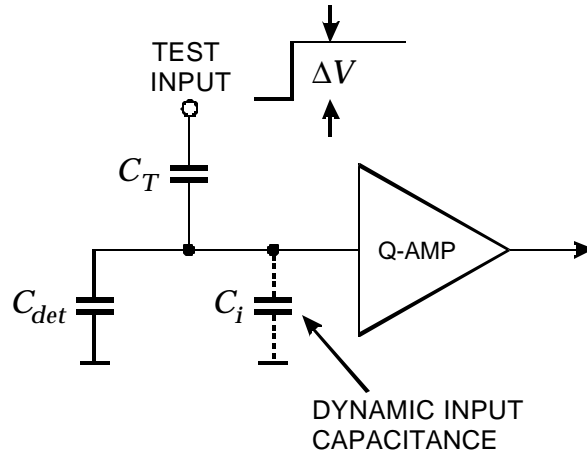 TEST
INPUT
ΔV
C_T
Q-AMP
C_det
C_i
DYNAMIC INPUT
CAPACITANCE